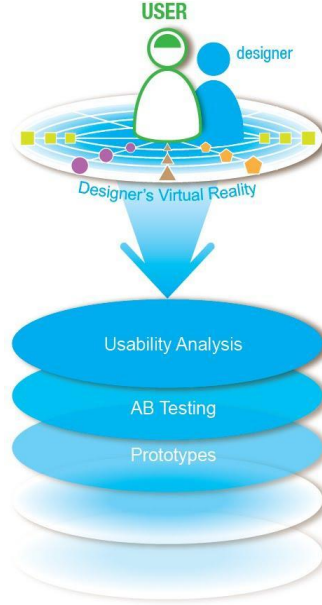 USER
designer
Designer's Virtual Reality
Usability Analysis
AB Testing
Prototypes